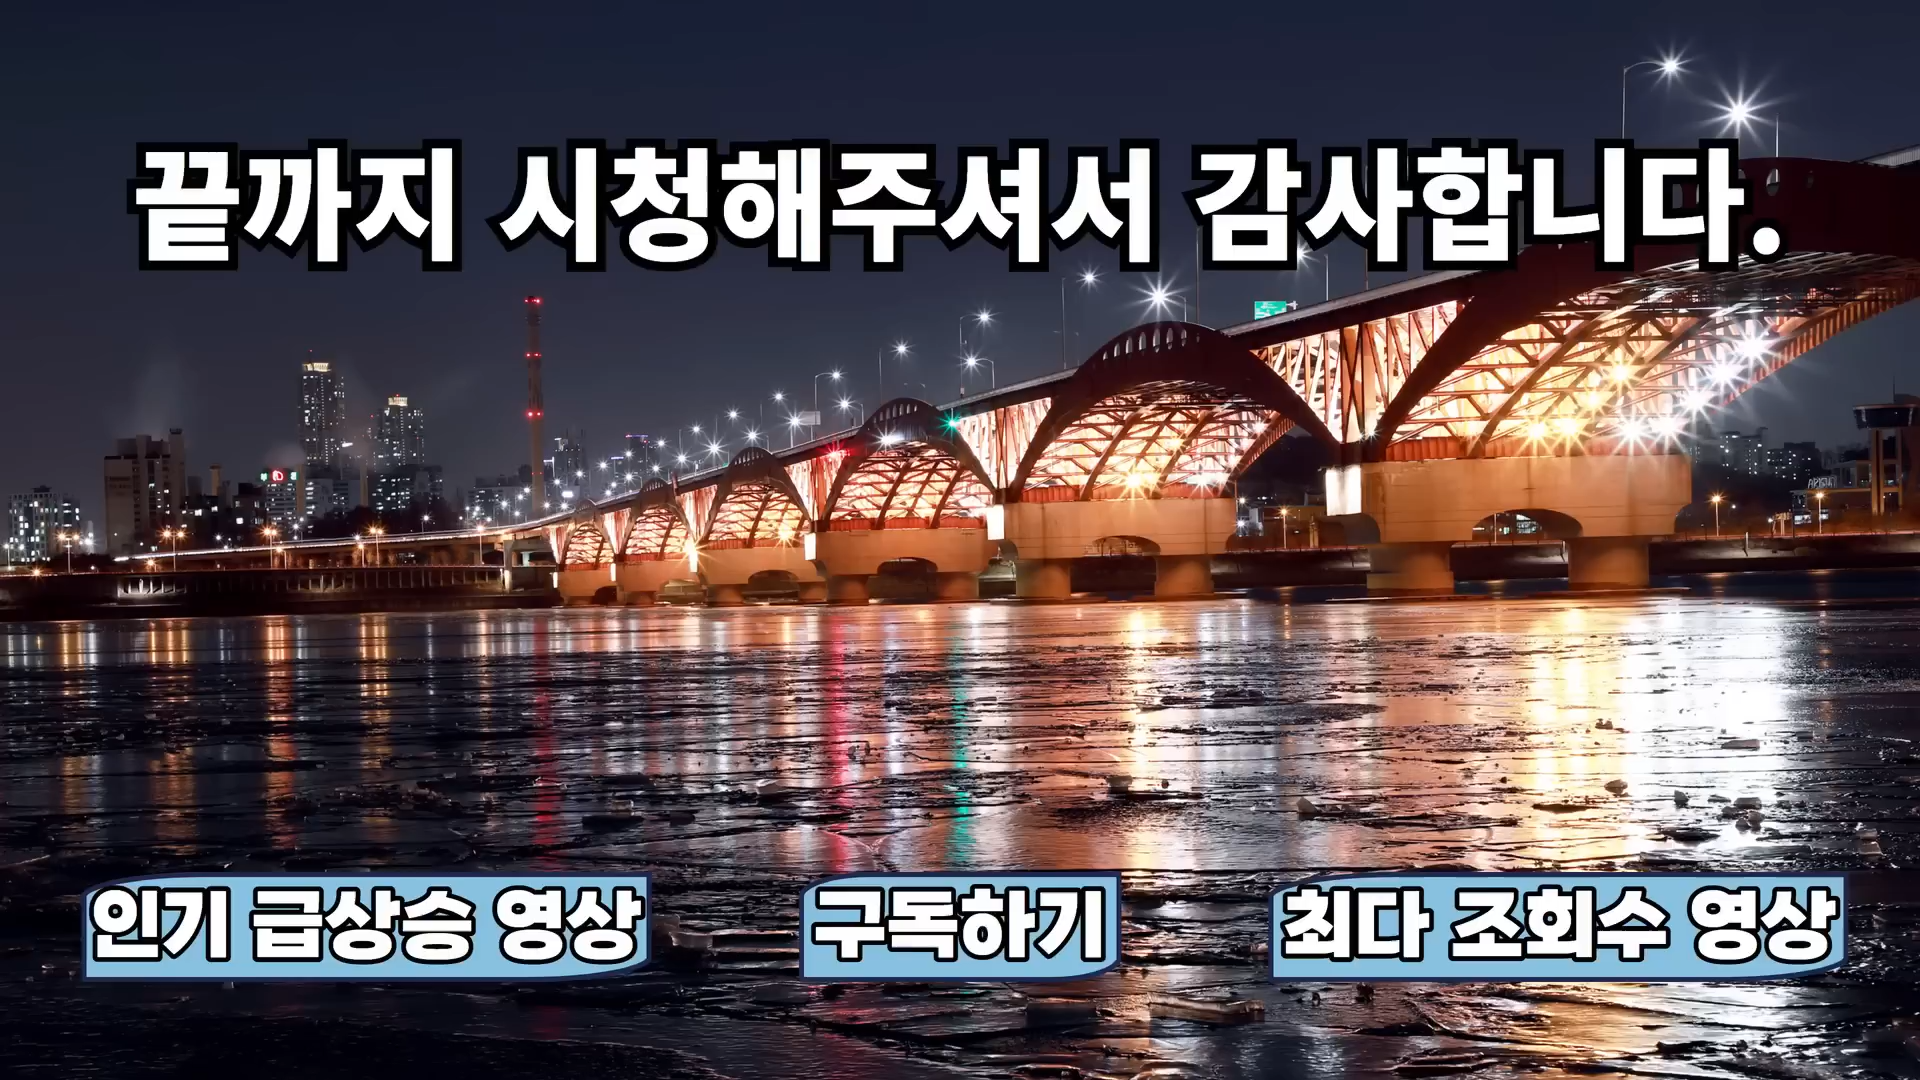 끝까지 시청해주셔서 감사합니다.
인기 급상승 영상
구독하기
최다 조회수 영상